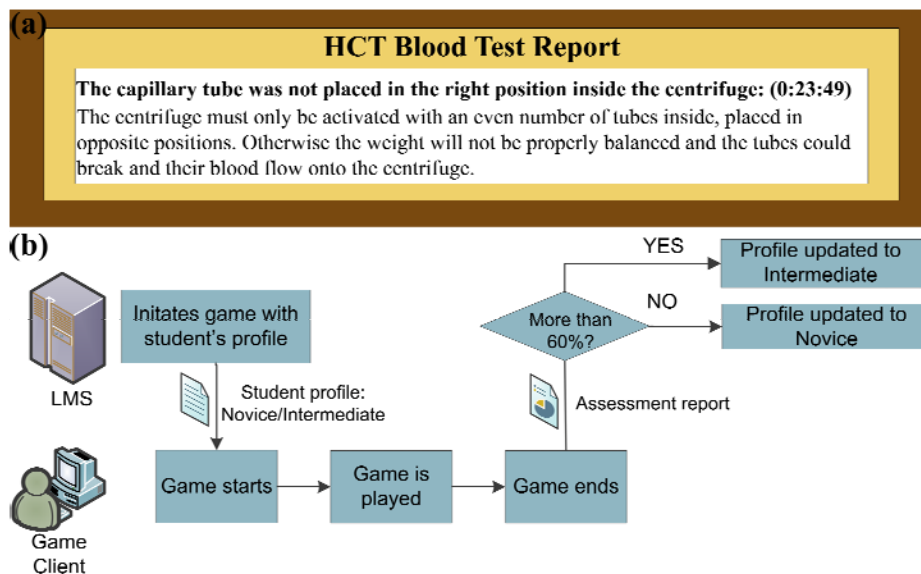 (a)
HCT Blood Test Report
The capillary tube was not placed in the right position inside the centrifuge: (0:23:49)
The centrifuge must only be activated with an even number of tubes inside, placed in
opposite positions. Otherwise the weight will not be properly balanced and the tubes could
break and their blood flow onto the centrifuge.
(b)
LMS
Initates game with
student's profile
Student profile:
Novice/Intermediate
Game
Client
Game starts
Game is
played
Game ends
Assessment report
More than
60%?
YES
Profile updated to
Intermediate
NO
Profile updated to
Novice